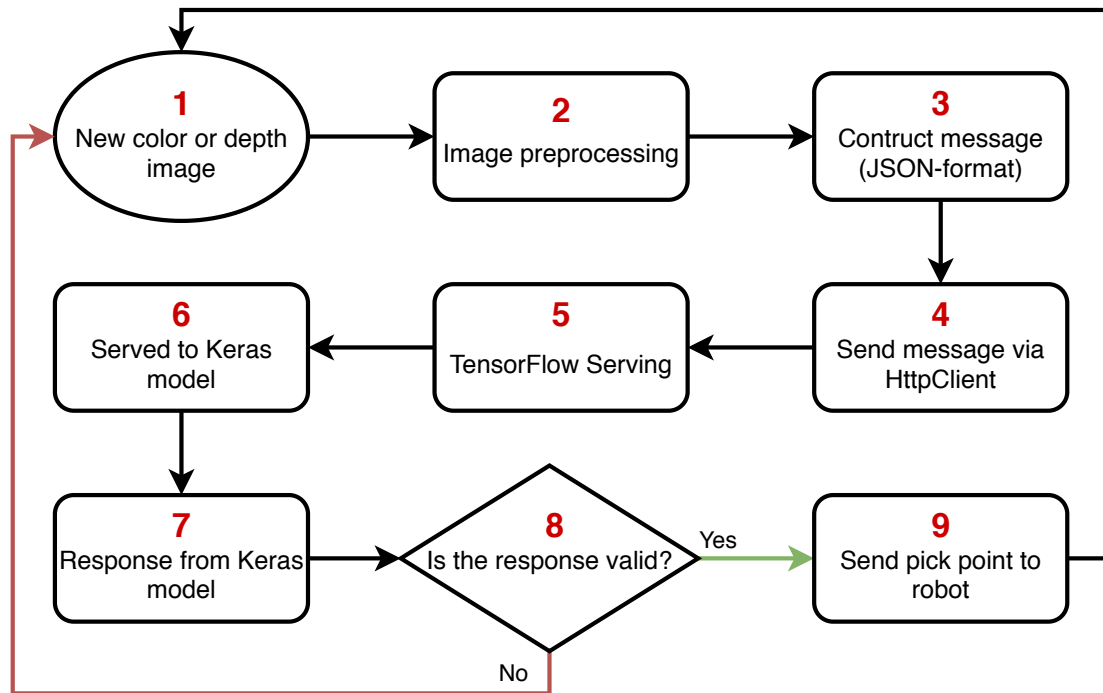 1
New color or depth
image
2
Image preprocessing
3
Contruct message
(JSON-format)
4
Send message via
HttpClient
5
TensorFlow Serving
6
Served to Keras
model
7
Response from Keras
model
8
Is the response valid?
Yes
No
9
Send pick point to
robot